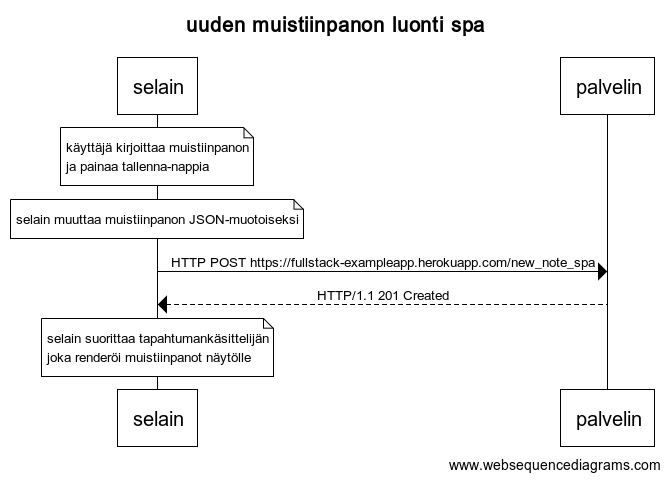 uuden muistiinpanon luonti spa
selain
palvelin
käyttäjä kirjoittaa muistiinpanon
ja painaa tallenna-nappia
selain muuttaa muistiinpanon JSON-muotoiseksi
HTTP POST https://fullstack-exampleapp.herokuapp.com/new_note_spa
HTTP/1.1 201 Created
selain suorittaa tapahtumankäsittelijän
joka renderöi muistiinpanot näytölle
selain
palvelin
www.websequencediagrams.com